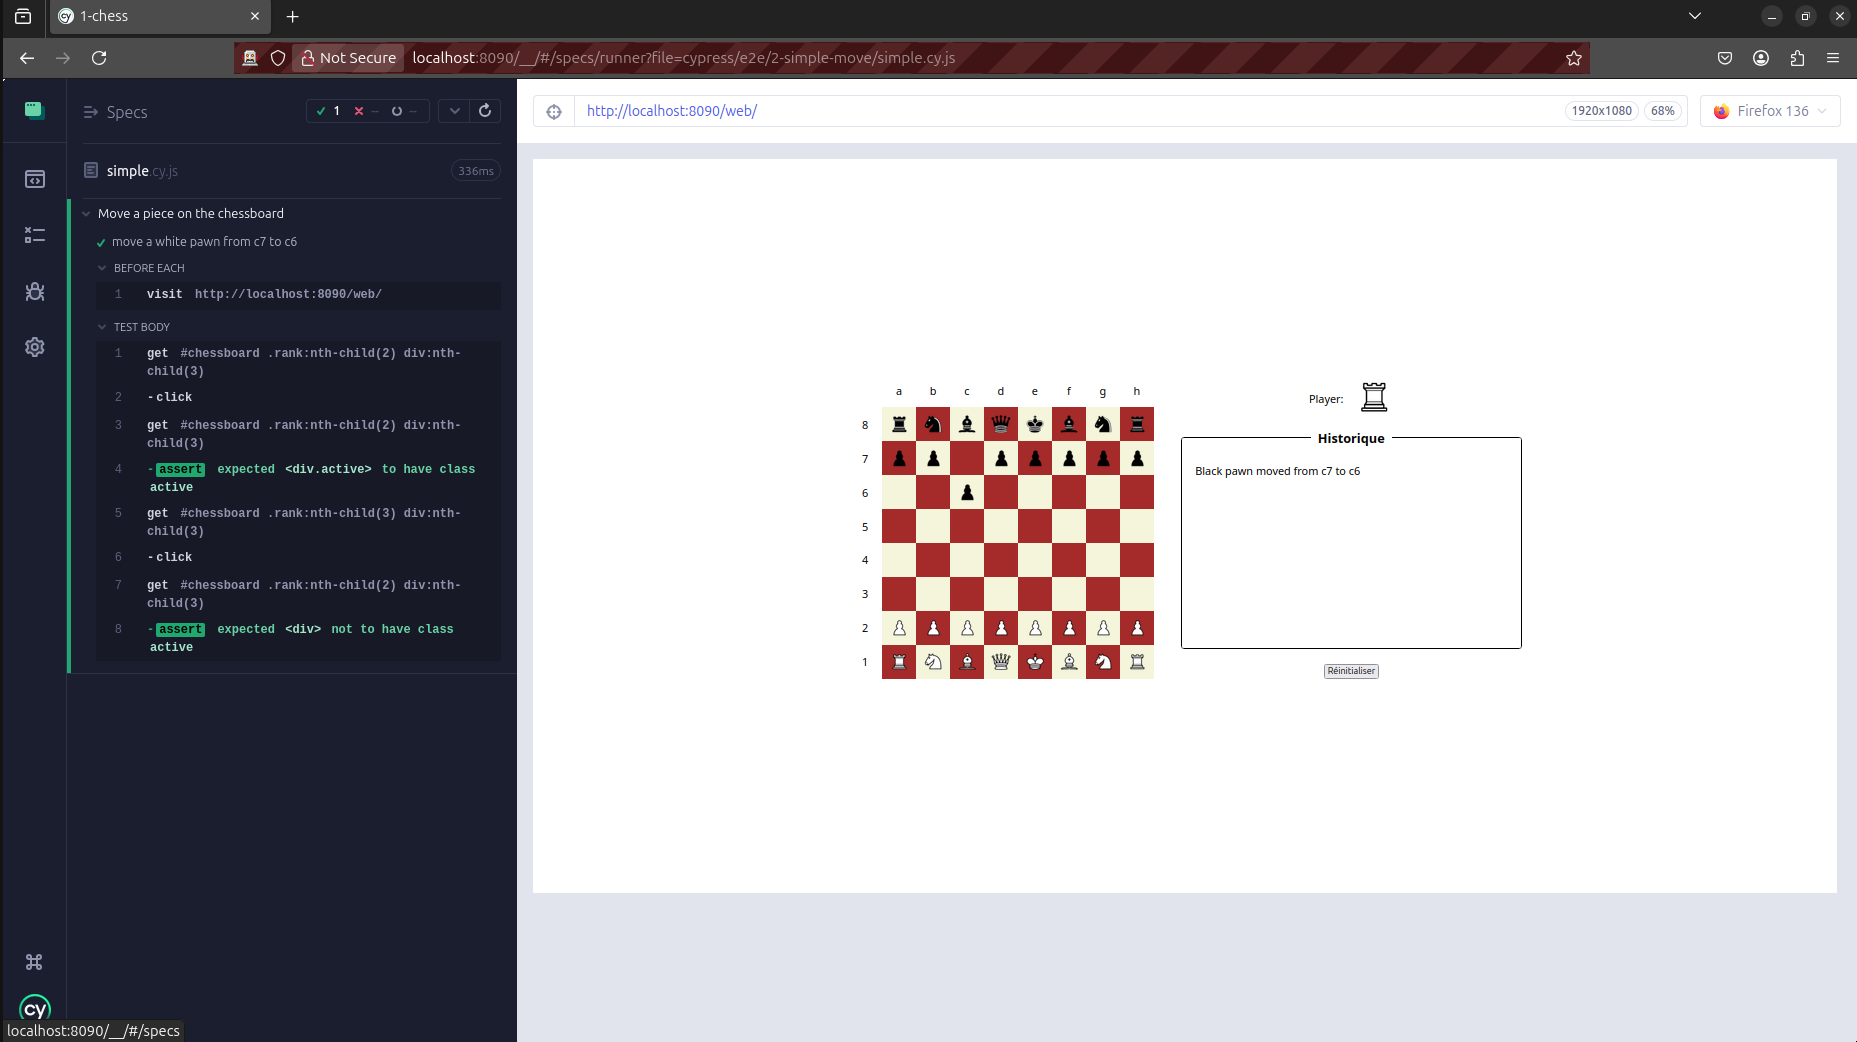 1-chess
Not Secure
localhost:8090/__/#/specs/runner?file=cypress/e2e/2-simple-move/simple.cy.js
Specs
1 -- --
simple.cy.js
336ms
Move a piece on the chessboard
move a white pawn from c7 to c6
BEFORE EACH
1 visit http://localhost:8090/web/
TEST BODY
1 get #chessboard .rank:nth-child(2) div:nth-
child(3)
2 -click
3 get #chessboard .rank:nth-child(2) div:nth-
child(3)
4 -assert expected <div.active> to have class
active
5 get #chessboard .rank:nth-child(3) div:nth-
child(3)
6 -click
7 get #chessboard .rank:nth-child(2) div:nth-
child(3)
8 -assert expected <div> not to have class
active
cy
localhost:8090/__/#/specs
http://localhost:8090/web/
1920x1080
68%
Firefox 136
a b c d e f g h
8
7
6
5
4
3
2
1
Player:
Historique
Black pawn moved from c7 to c6
Réinitialiser